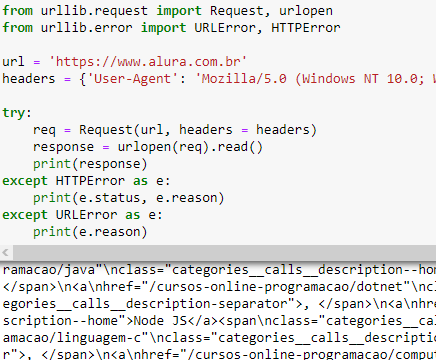 from urllib.request import Request, urlopen
from urllib.error import URLError, HTTPError
url = 'https://www.alura.com.br'
headers = {'User-Agent': 'Mozilla/5.0 (Windows NT 10.0;
try:
    req = Request(url, headers = headers)
    response = urlopen(req).read()
    print(response)
except HTTPError as e:
    print(e.status, e.reason)
except URLError as e:
    print(e.reason)
ramacao/java"\nclass="categories__calls__description--hom
</span>\n<a\nhref="/cursos-online-programacao/dotnet"\ncl
egories__calls__description-separator">, </span>\n<a\nhre
scription--home">Node JS</a><span\nclass="categories__cal
amacao/linguagem-c"\nclass="categories__calls__descriptio
r">, </span>\n<a\nhref="/cursos-online-programacao/comput